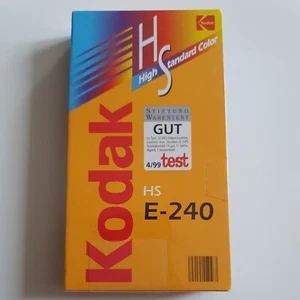 Kodak
HS
High Standard Color
Kodak
STIFTUNG
WARENTEST
GUT
4/99 test
HS
E-240